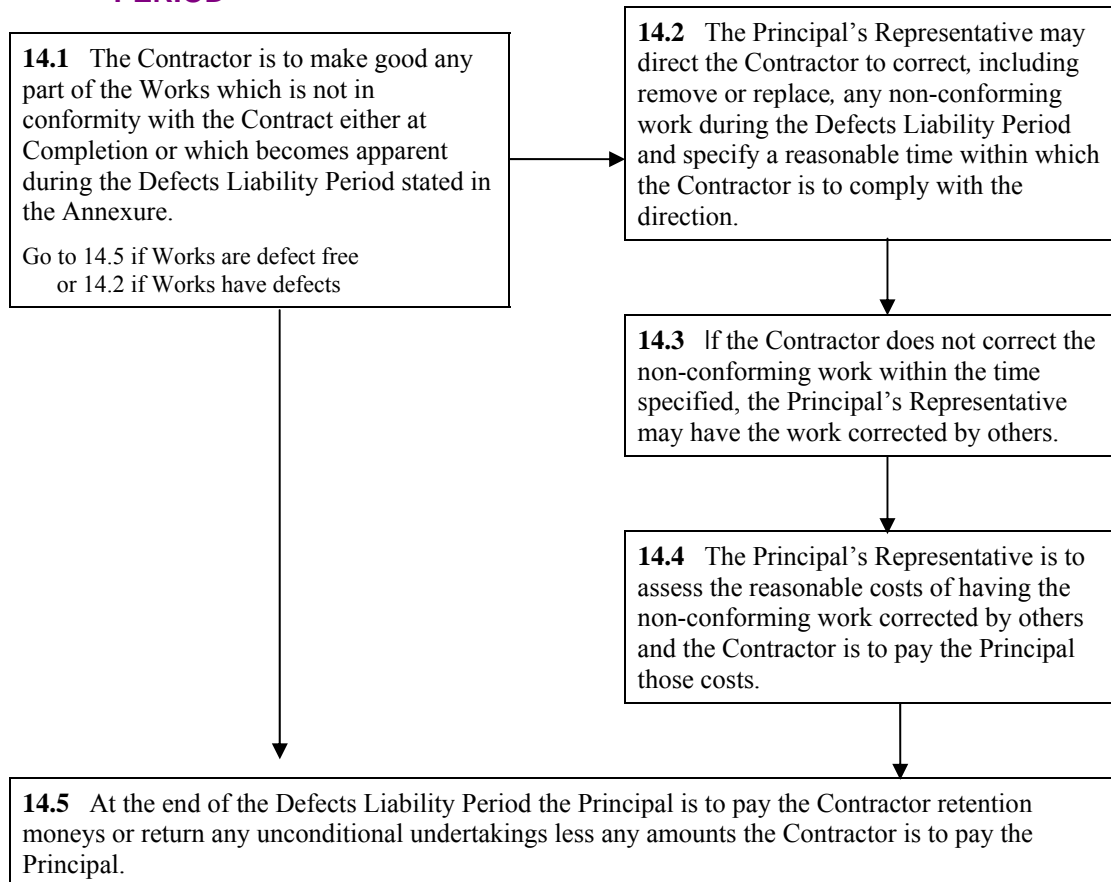 PERIOD
14.1 The Contractor is to make good any
part of the Works which is not in
conformity with the Contract either at
Completion or which becomes apparent
during the Defects Liability Period stated in
the Annexure.
Go to 14.5 if Works are defect free
or 14.2 if Works have defects
14.2 The Principal’s Representative may
direct the Contractor to correct, including
remove or replace, any non-conforming
work during the Defects Liability Period
and specify a reasonable time within which
the Contractor is to comply with the
direction.
14.3 If the Contractor does not correct the
non-conforming work within the time
specified, the Principal’s Representative
may have the work corrected by others.
14.4 The Principal’s Representative is to
assess the reasonable costs of having the
non-conforming work corrected by others
and the Contractor is to pay the Principal
those costs.
14.5 At the end of the Defects Liability Period the Principal is to pay the Contractor retention
moneys or return any unconditional undertakings less any amounts the Contractor is to pay the
Principal.